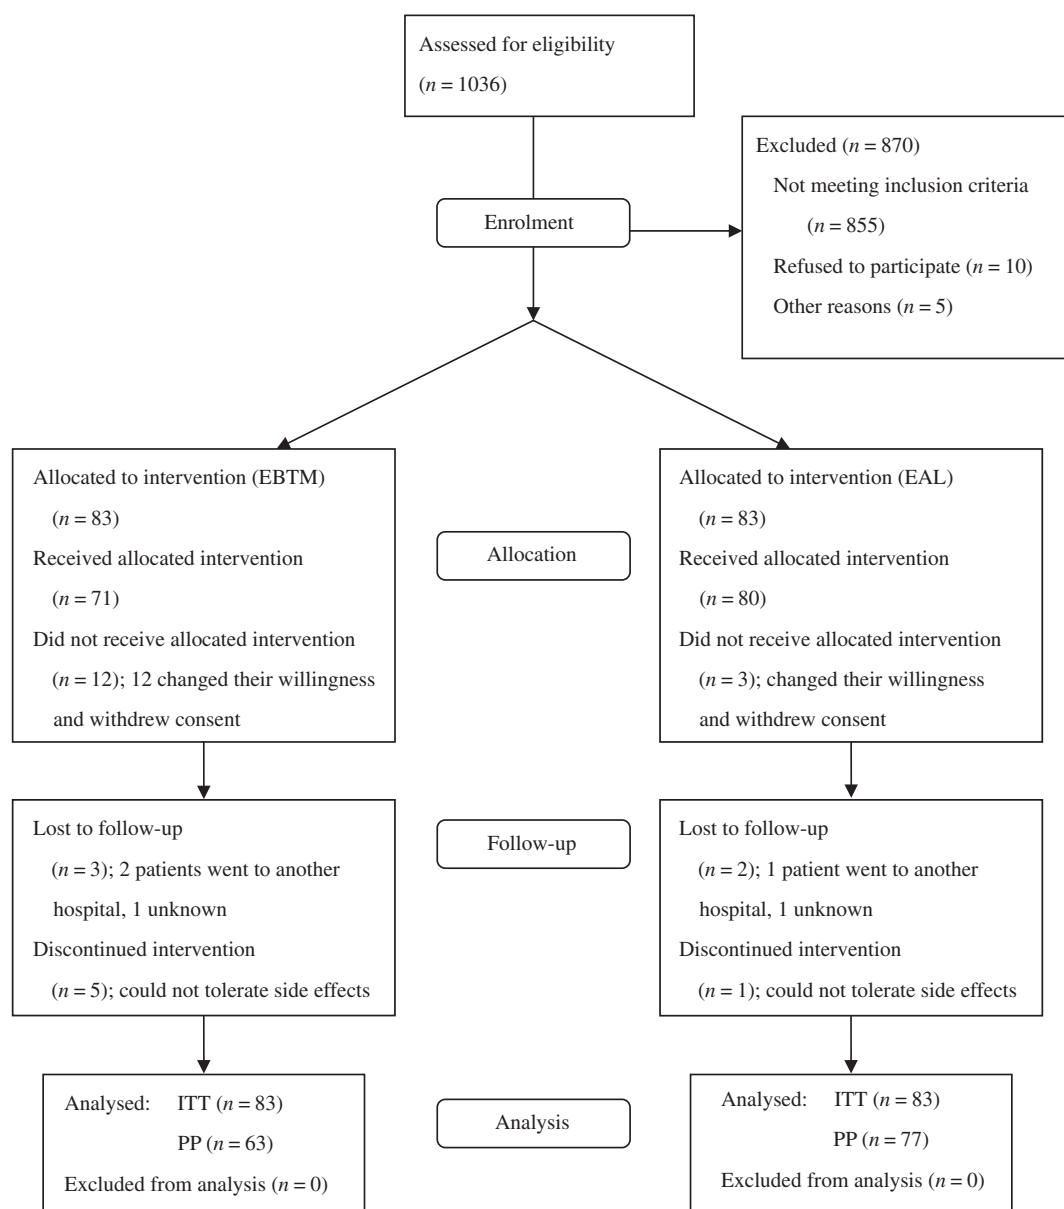 Assessed for eligibility
(n = 1036)
Excluded (n = 870)
Not meeting inclusion criteria
(n = 855)
Refused to participate (n = 10)
Other reasons (n = 5)
Enrolment
Allocated to intervention (EBTM)
(n = 83)
Received allocated intervention
(n = 71)
Did not receive allocated intervention
(n = 12); 12 changed their willingness
and withdrew consent
Allocation
Allocated to intervention (EAL)
(n = 83)
Received allocated intervention
(n = 80)
Did not receive allocated intervention
(n = 3); changed their willingness
and withdrew consent
Lost to follow-up
(n = 3); 2 patients went to another
hospital, 1 unknown
Discontinued intervention
(n = 5); could not tolerate side effects
Follow-up
Lost to follow-up
(n = 2); 1 patient went to another
hospital, 1 unknown
Discontinued intervention
(n = 1); could not tolerate side effects
Analysed: ITT (n = 83)
PP (n = 63)
Excluded from analysis (n = 0)
Analysis
Analysed: ITT (n = 83)
PP (n = 77)
Excluded from analysis (n = 0)